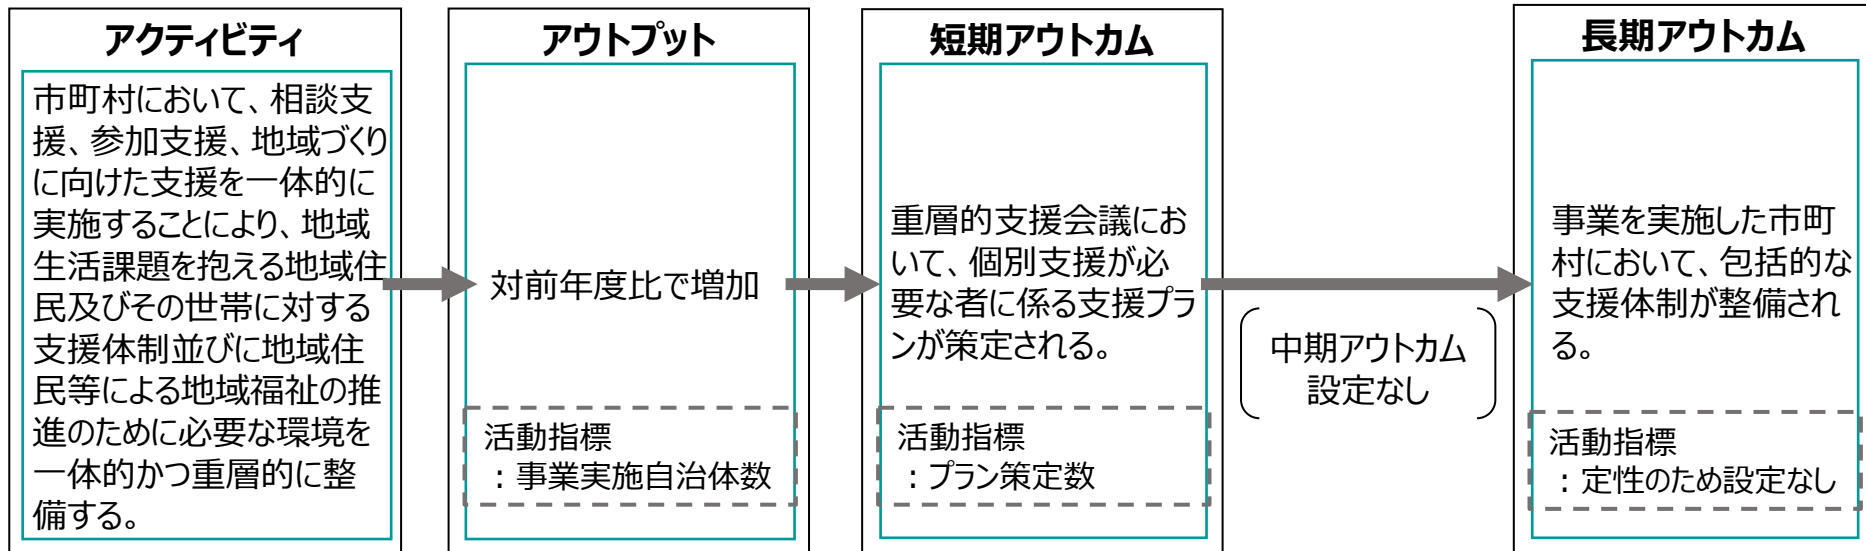 アクティビティ
市町村において、相談支
援、参加支援、地域づくり
に向けた支援を一体的に
実施することにより、地域
生活課題を抱える地域住
民及びその世帯に対する
支援体制並びに地域住
民等による地域福祉の推
進のために必要な環境を
一体的かつ重層的に整
備する。
アウトプット
対前年度比で増加
活動指標
：事業実施自治体数
短期アウトカム
重層的支援会議にお
いて、個別支援が必
要な者に係る支援プラ
ンが策定される。
活動指標
：プラン策定数
中期アウトカム
設定なし
長期アウトカム
事業を実施した市町
村において、包括的な
支援体制が整備され
る。
活動指標
：定性のため設定なし